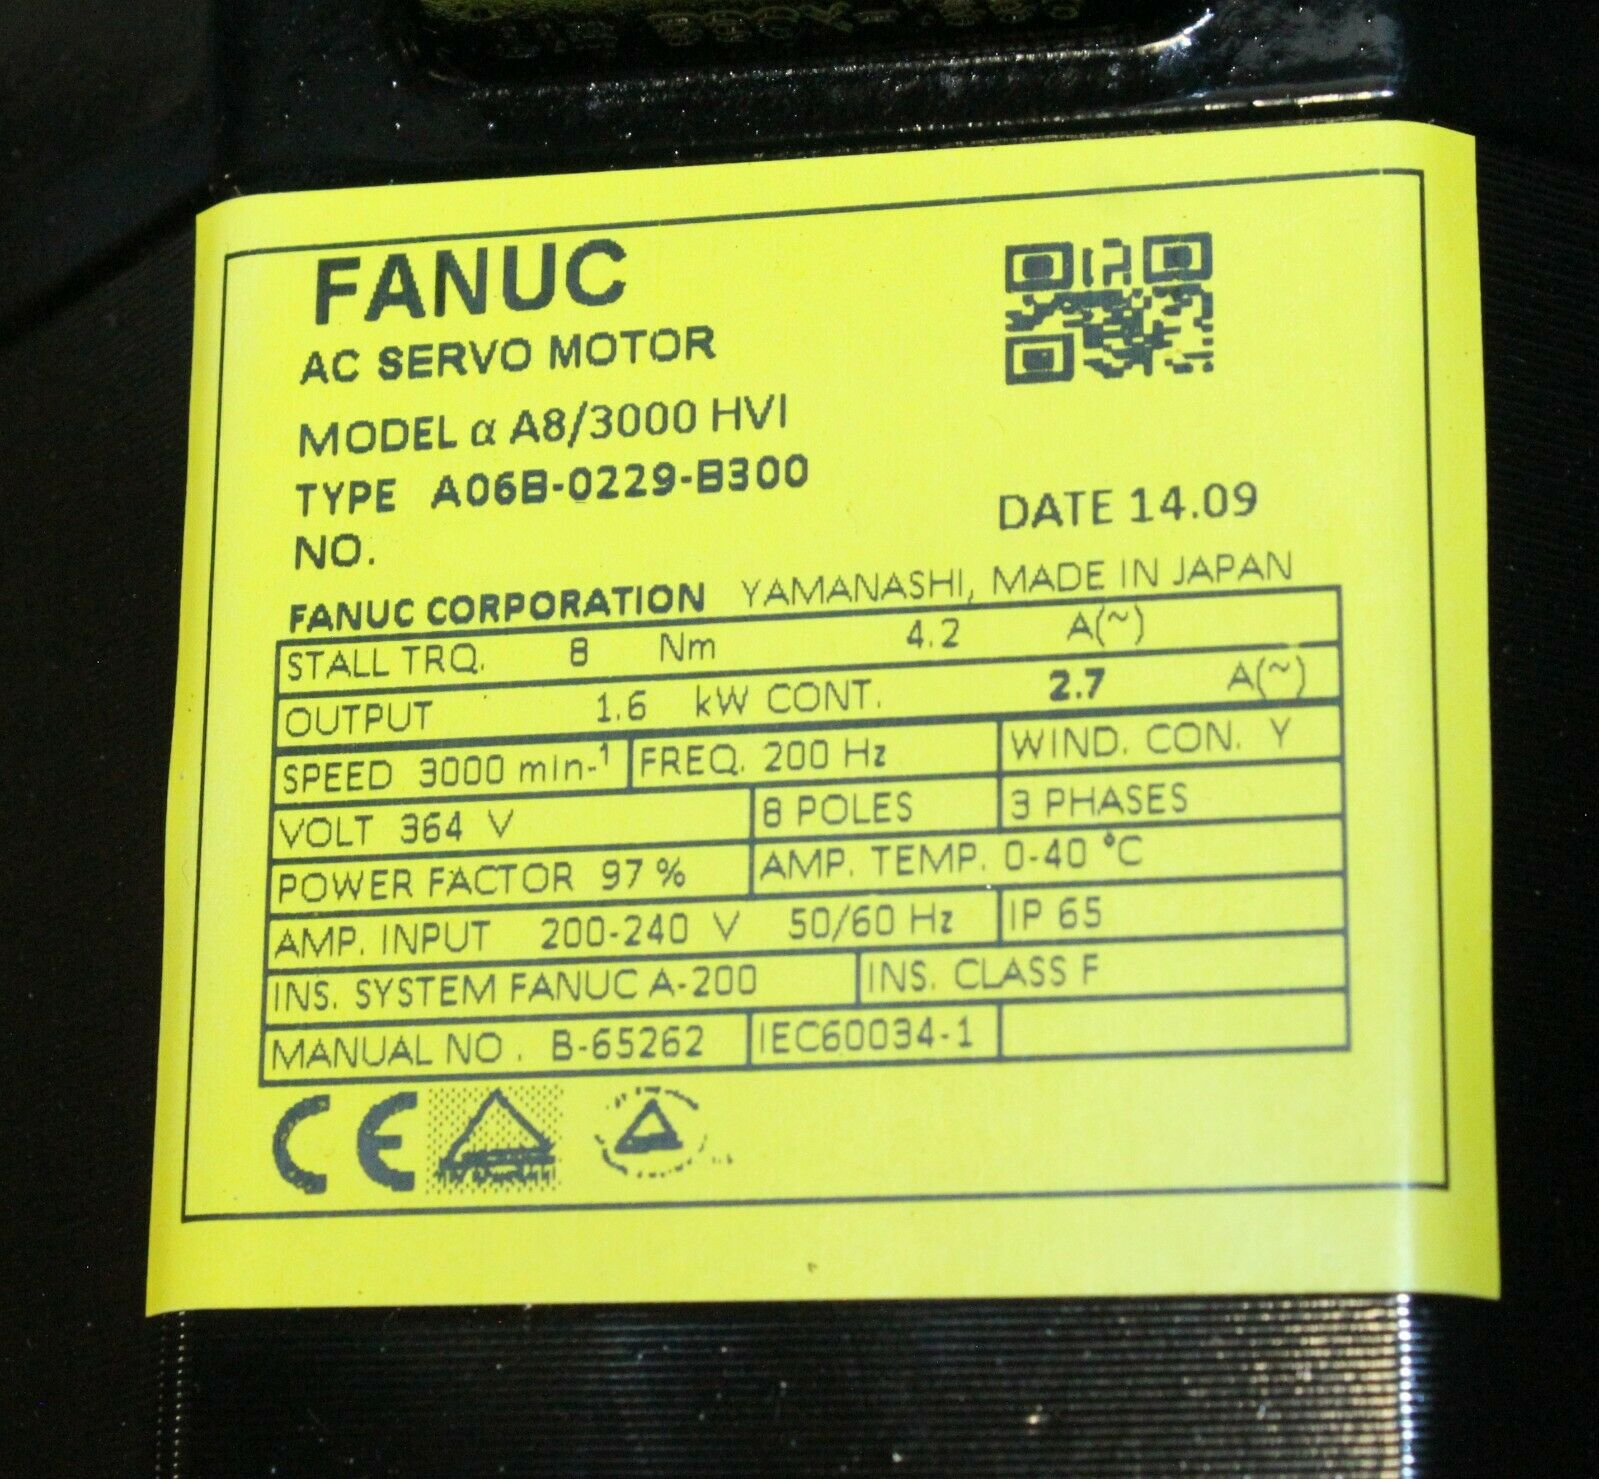 FANUC
AC SERVO MOTOR
MODEL α A8/3000 HVI
TYPE A06B-0229-B300
NO.
DATE 14.09
FANUC CORPORATION YAMANASHI, MADE IN JAPAN
STALL TRQ. 8 Nm 4.2 A(~)
OUTPUT 1.6 kW CONT. 2.7 A(~)
SPEED 3000 min-¹ FREQ. 200 Hz WIND. CON. Y
VOLT 364 V 8 POLES 3 PHASES
POWER FACTOR 97 % AMP. TEMP. 0-40 °C
AMP. INPUT 200-240 V 50/60 Hz IP 65
INS. SYSTEM FANUC A-200 INS. CLASS F
MANUAL NO. B-65262 IEC60034-1
CE